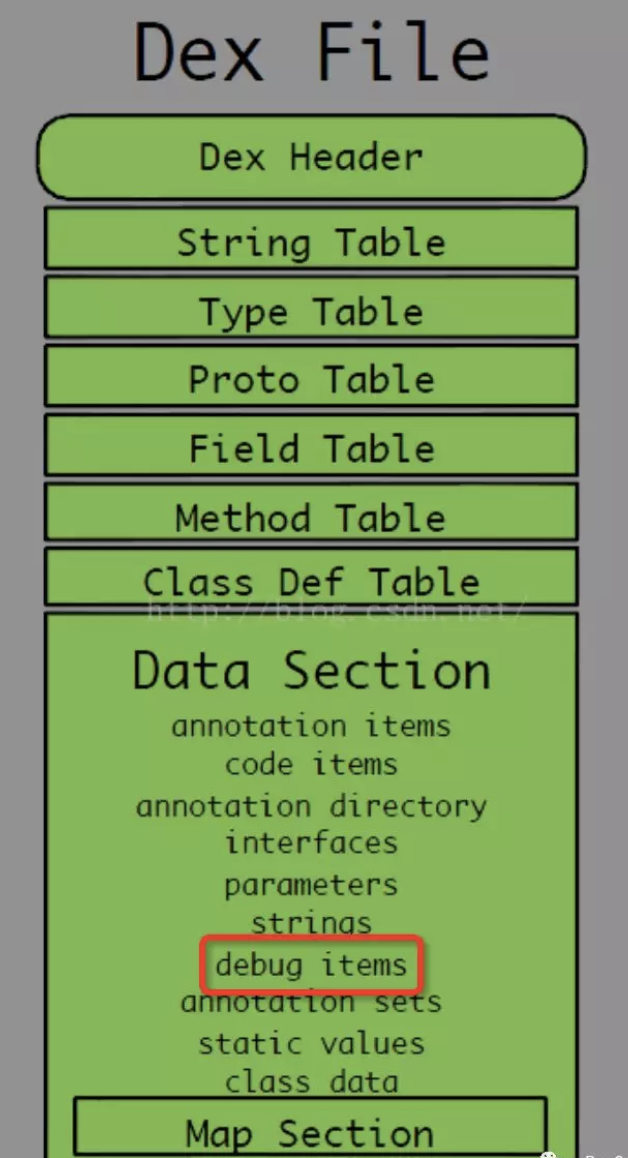 Dex File
Dex Header
String Table
Type Table
Proto Table
Field Table
Method Table
Class Def Table
http://blog.csdn.net/
Data Section
annotation items
code items
annotation directory
interfaces
parameters
strings
debug items
annotation sets
static values
class data
Map Section